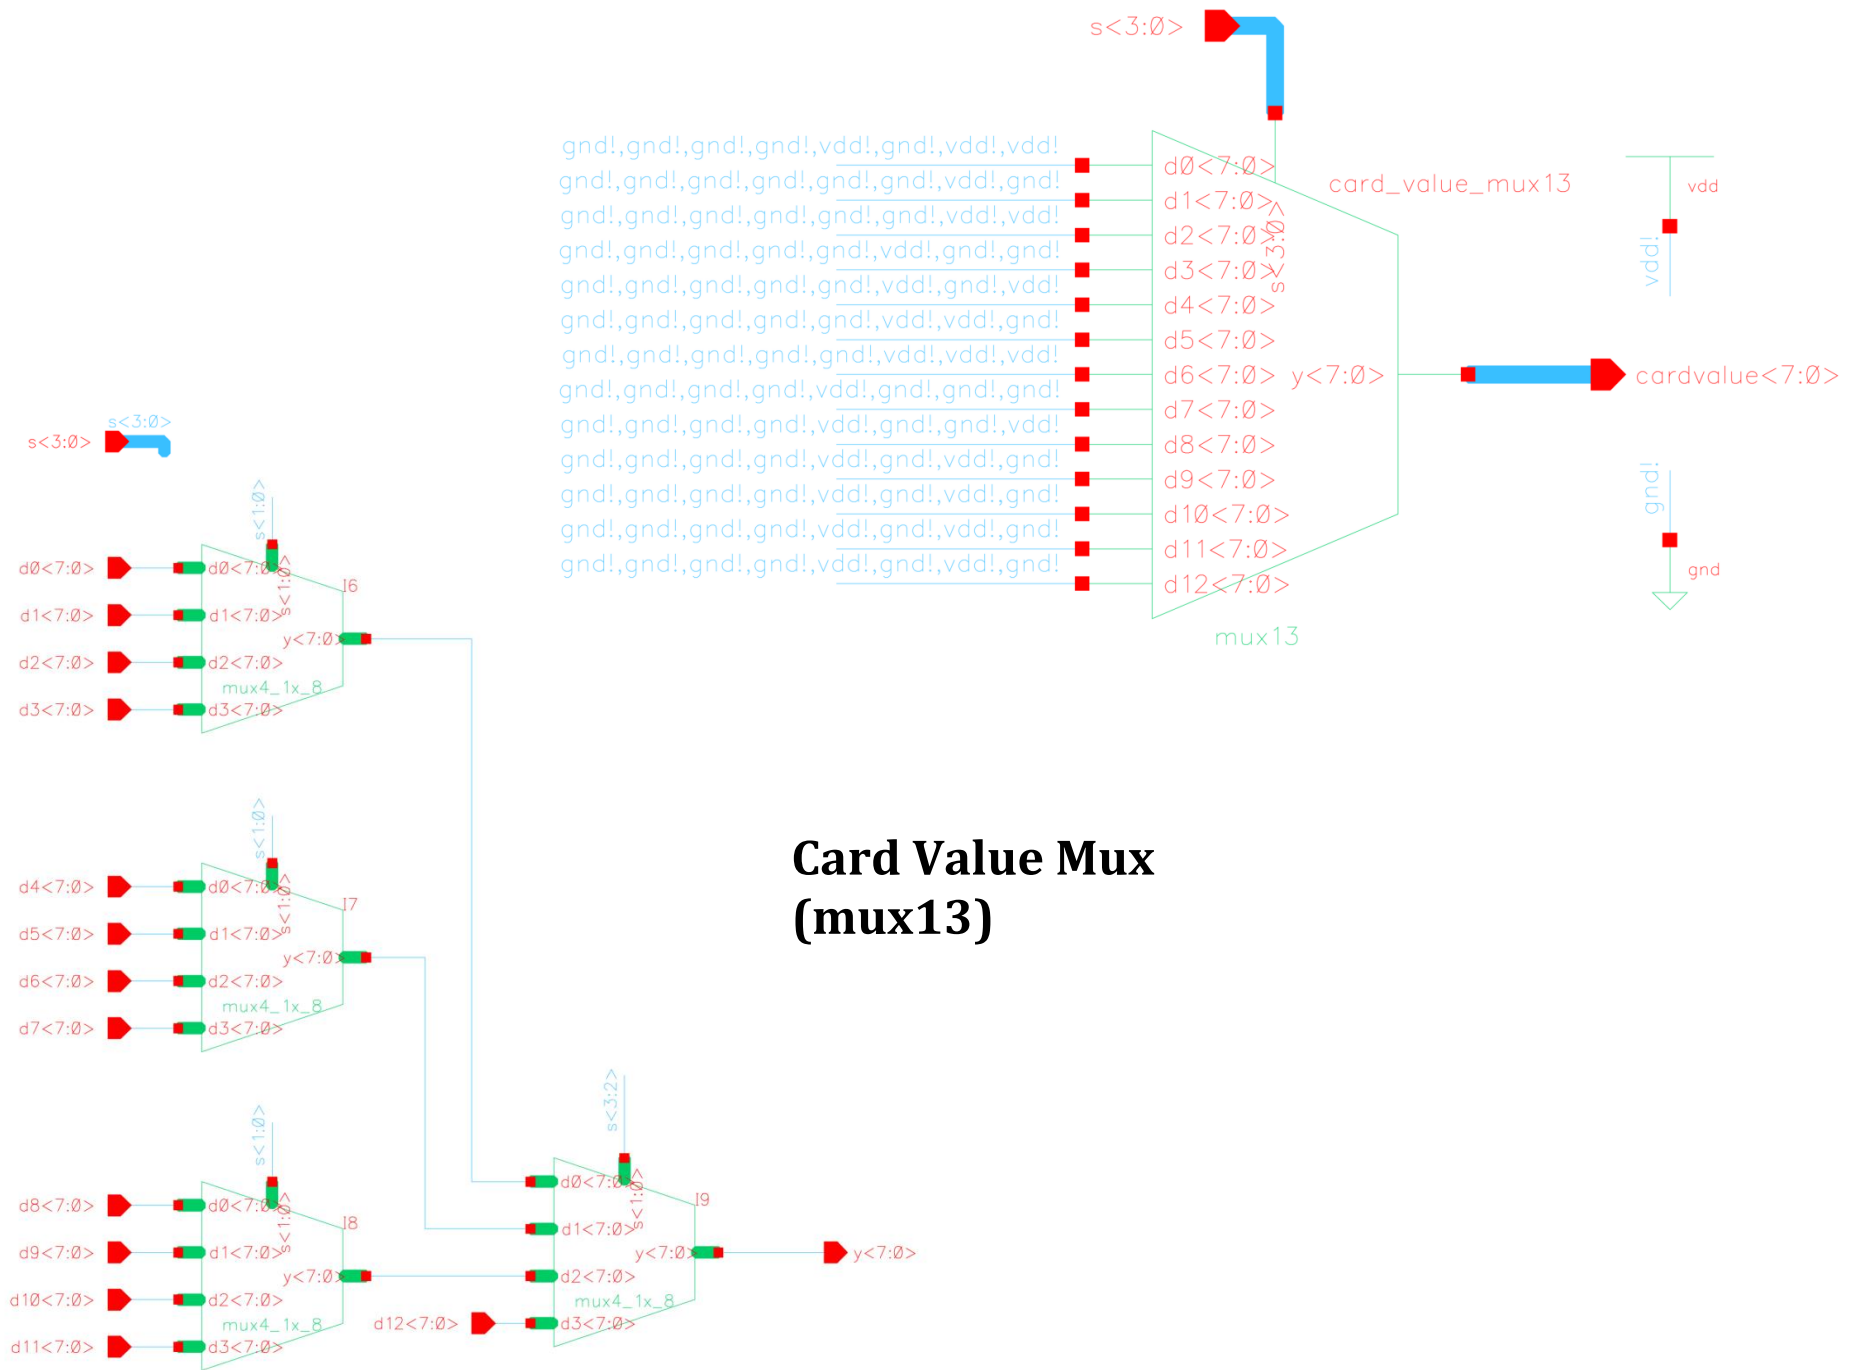 s<3:0>
gnd!,gnd!,gnd!,gnd!,vdd!,gnd!,vdd!,vdd!
d0<7:0>
gnd!,gnd!,gnd!,gnd!,gnd!,gnd!,vdd!,gnd!
d1<7:0>
gnd!,gnd!,gnd!,gnd!,gnd!,gnd!,vdd!,vdd!
d2<7:0>
gnd!,gnd!,gnd!,gnd!,gnd!,vdd!,gnd!,gnd!
d3<7:0>
gnd!,gnd!,gnd!,gnd!,gnd!,vdd!,gnd!,vdd!
d4<7:0>
gnd!,gnd!,gnd!,gnd!,gnd!,vdd!,vdd!,gnd!
d5<7:0>
gnd!,gnd!,gnd!,gnd!,gnd!,vdd!,vdd!,vdd!
d6<7:0> y<7:0>
gnd!,gnd!,gnd!,gnd!,vdd!,gnd!,gnd!,gnd!
d7<7:0>
gnd!,gnd!,gnd!,gnd!,vdd!,gnd!,gnd!,vdd!
d8<7:0>
gnd!,gnd!,gnd!,gnd!,vdd!,gnd!,vdd!,gnd!
d9<7:0>
gnd!,gnd!,gnd!,gnd!,vdd!,gnd!,vdd!,gnd!
d10<7:0>
gnd!,gnd!,gnd!,gnd!,vdd!,gnd!,vdd!,gnd!
d11<7:0>
gnd!,gnd!,gnd!,gnd!,vdd!,gnd!,vdd!,gnd!
d12<7:0>
s<3:0>
card_value_mux13
mux13
vdd
vdd!
cardvalue<7:0>
gnd!
gnd
s<3:0>
s<3:0>
s<1:0>
d0<7:0> d0<7:0>
s<1:0>
I6
d1<7:0> d1<7:0>
y<7:0>
d2<7:0> d2<7:0>
mux4_1x_8
d3<7:0> d3<7:0>
s<1:0>
d4<7:0> d0<7:0>
s<1:0>
I7
d5<7:0> d1<7:0>
y<7:0>
d6<7:0> d2<7:0>
mux4_1x_8
d7<7:0> d3<7:0>
s<1:0>
d8<7:0> d0<7:0>
s<1:0>
I8
d9<7:0> d1<7:0>
y<7:0>
d10<7:0> d2<7:0>
mux4_1x_8
d11<7:0> d3<7:0>
s<3:2>
d0<7:0>
s<1:0>
I9
d1<7:0>
y<7:0> y<7:0>
d2<7:0>
mux4_1x_8
d12<7:0> d3<7:0>
Card Value Mux
(mux13)